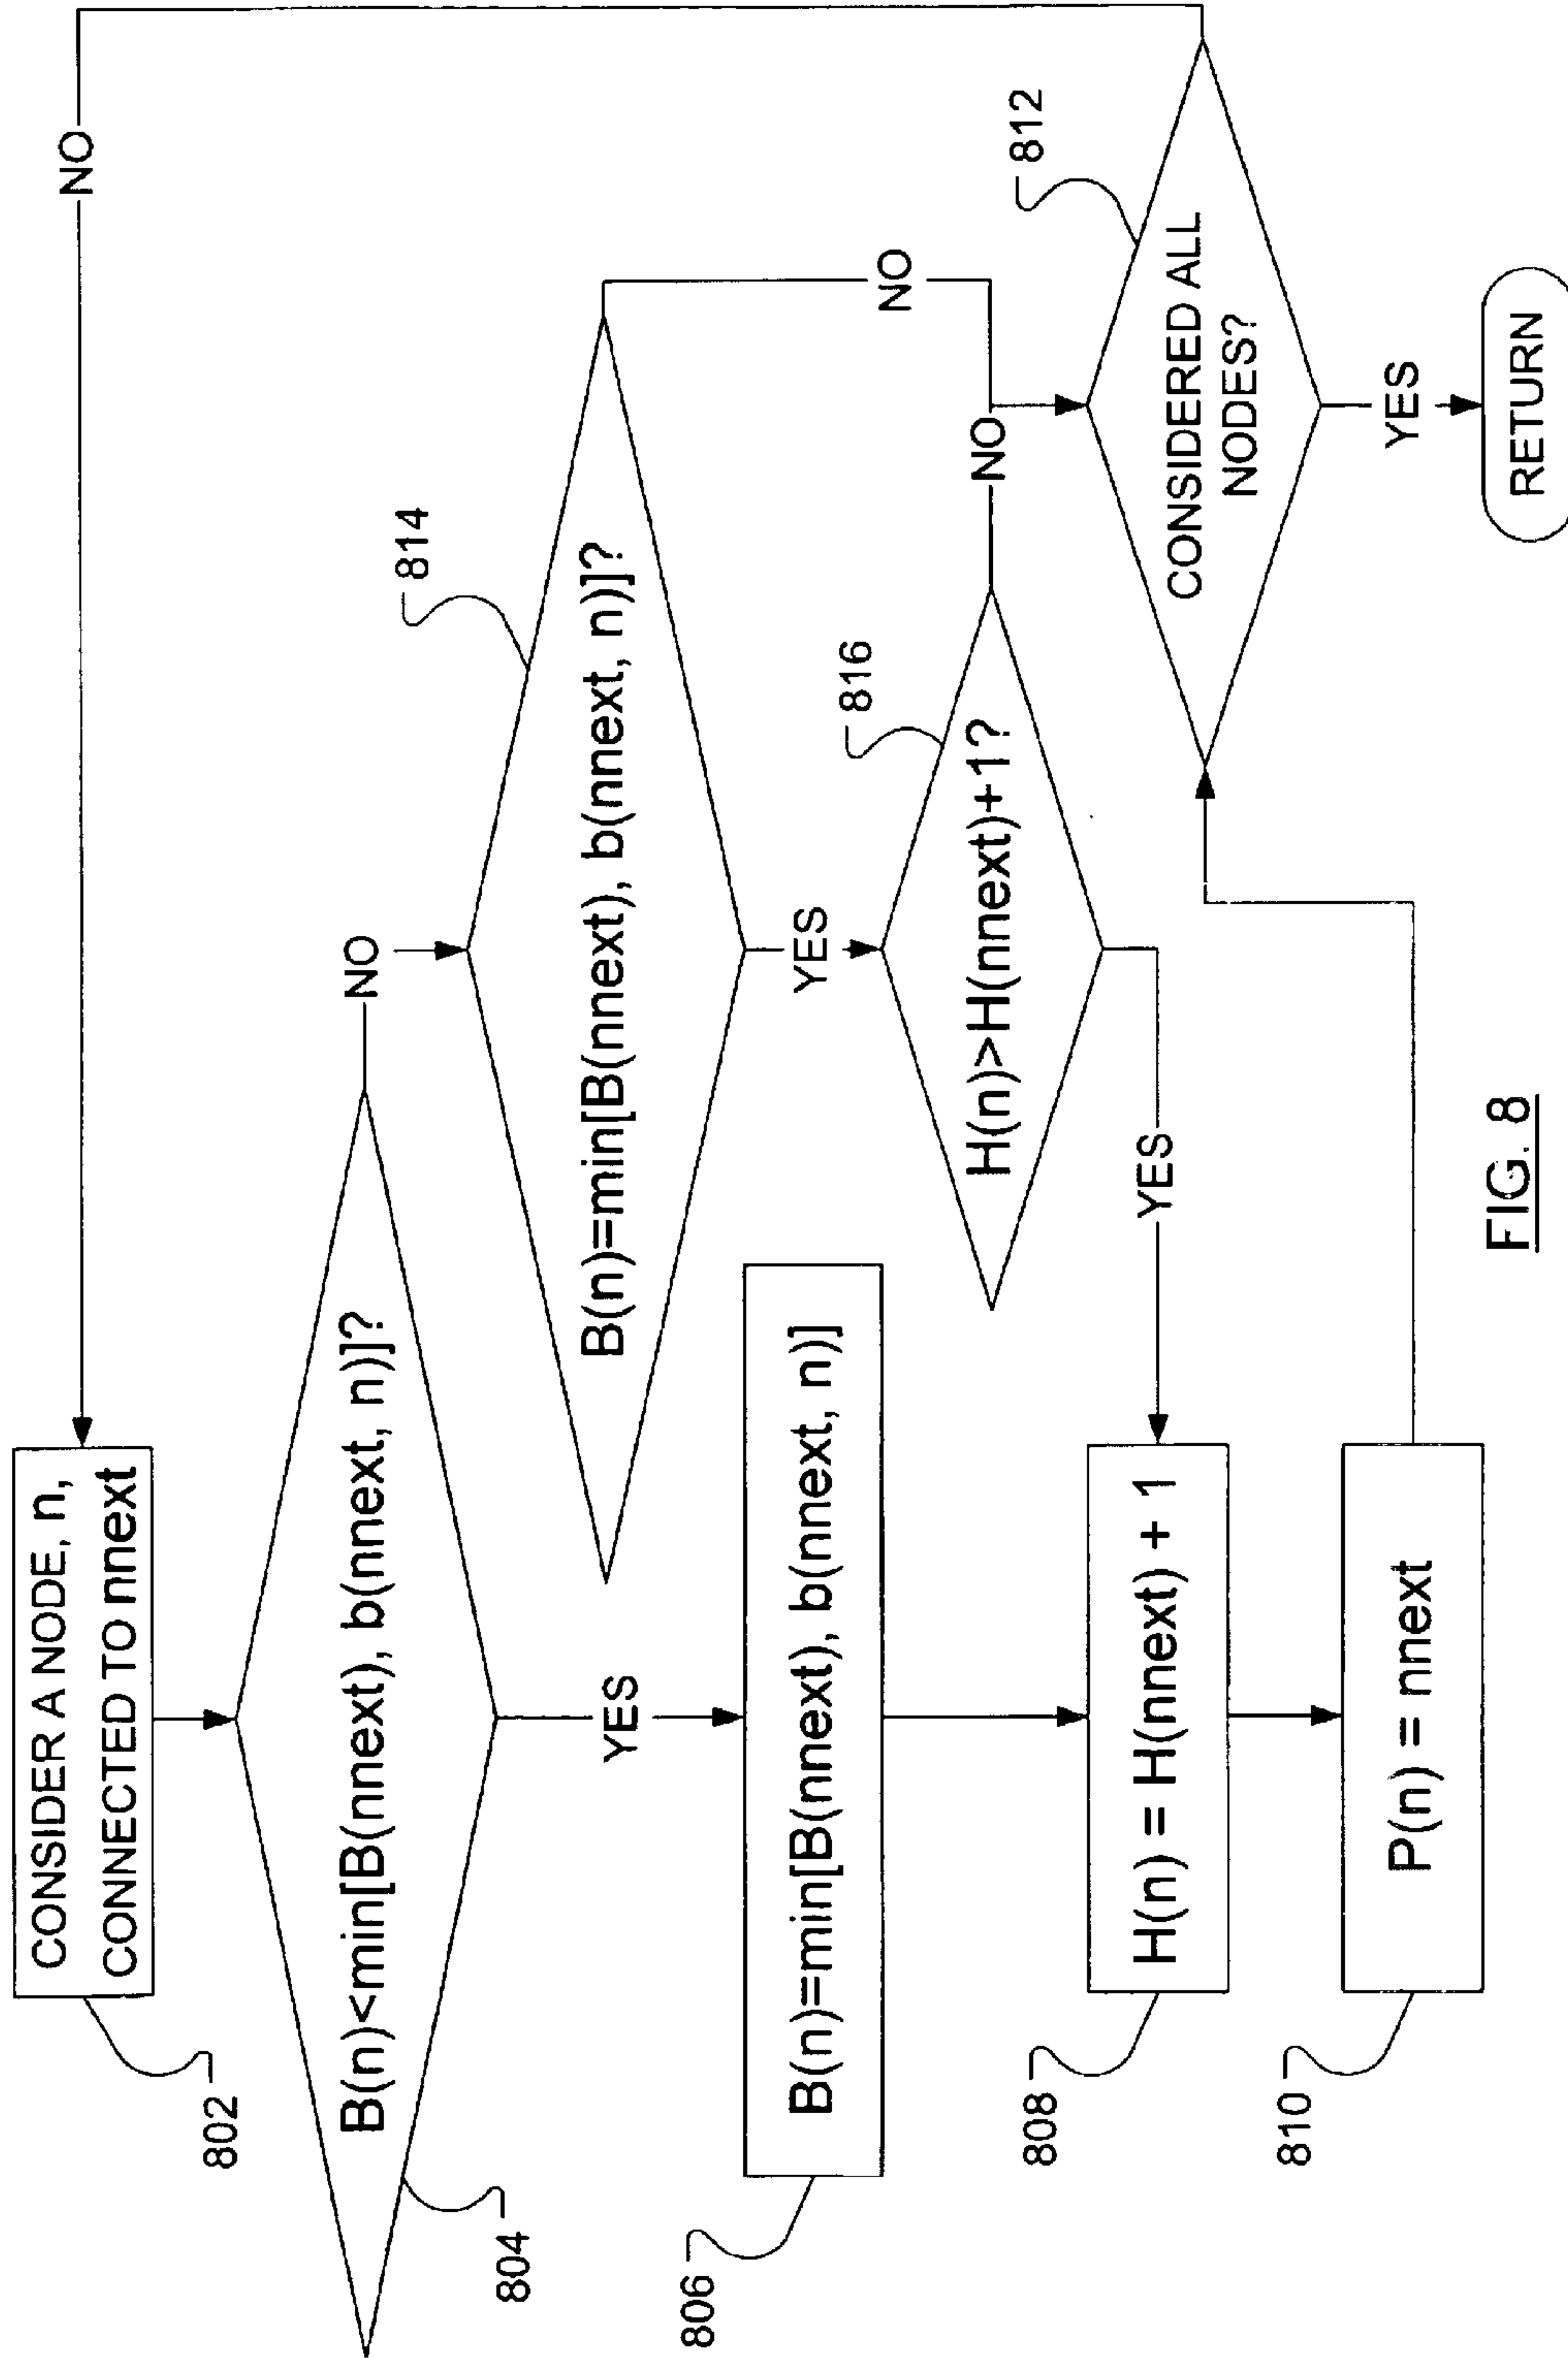 NO
CONSIDER A NODE, n,
CONNECTED TO nnext
802
B(n)<min[B(nnext), b(nnext, n)]?
804
NO
YES
814
B(n)=min[B(nnext), b(nnext, n)]?
NO
YES
B(n)=min[B(nnext), b(nnext, n)]
806
816
H(n)>H(nnext)+1?
NO
YES
H(n) = H(nnext) + 1
808
P(n) = nnext
810
812
CONSIDERED ALL
NODES?
YES
RETURN
FIG. 8